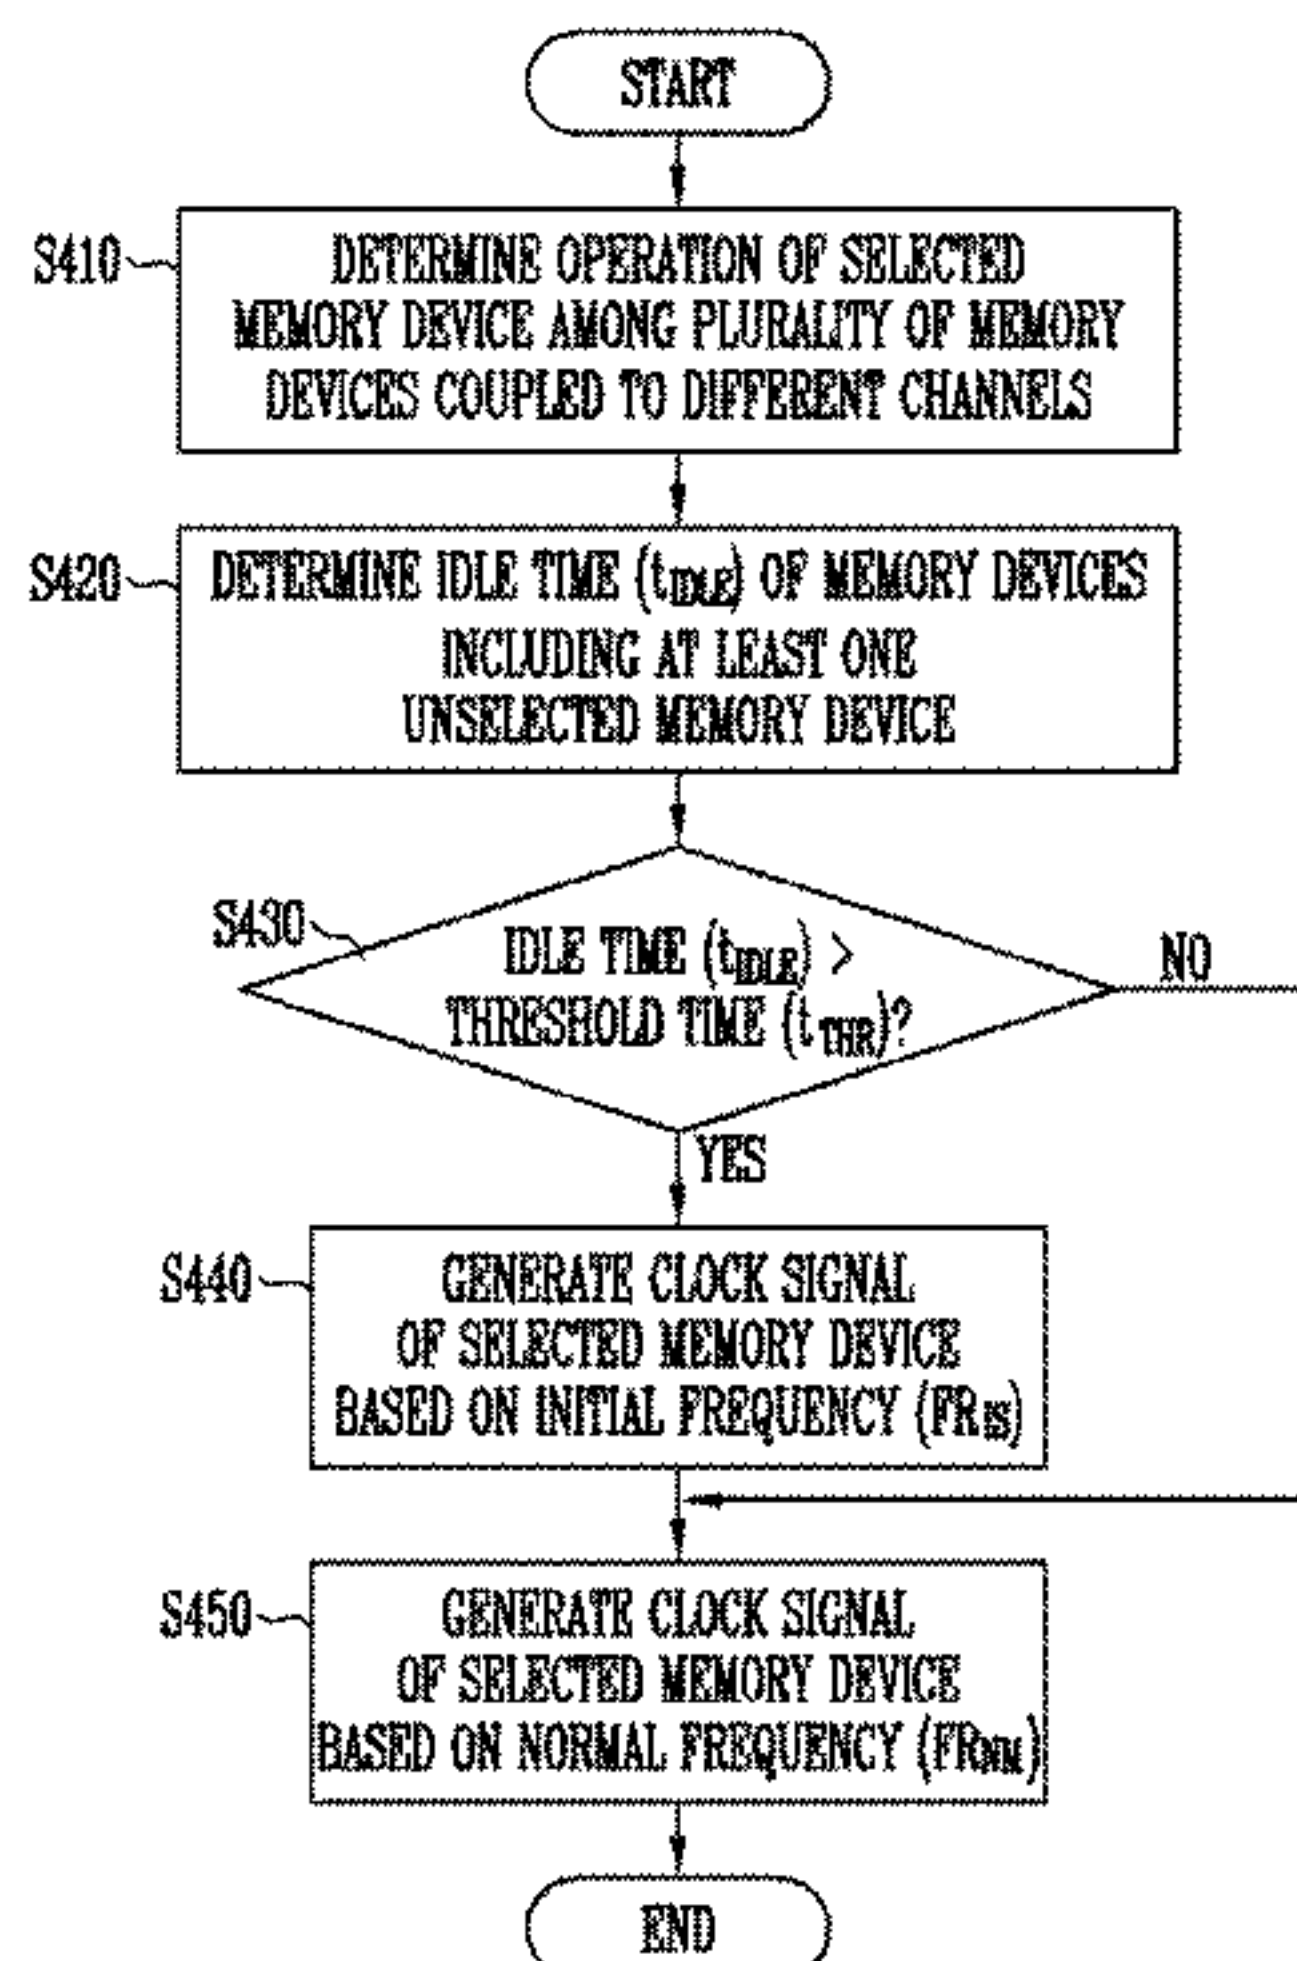 START
S410
DETERMINE OPERATION OF SELECTED
MEMORY DEVICE AMONG PLURALITY OF MEMORY
DEVICES COUPLED TO DIFFERENT CHANNELS
S420
DETERMINE IDLE TIME (tIDLE) OF MEMORY DEVICES
INCLUDING AT LEAST ONE
UNSELECTED MEMORY DEVICE
S430
IDLE TIME (tIDLE) >
THRESHOLD TIME (tTHR)?
NO
YES
S440
GENERATE CLOCK SIGNAL
OF SELECTED MEMORY DEVICE
BASED ON INITIAL FREQUENCY (FRIS)
S450
GENERATE CLOCK SIGNAL
OF SELECTED MEMORY DEVICE
BASED ON NORMAL FREQUENCY (FRNM)
END